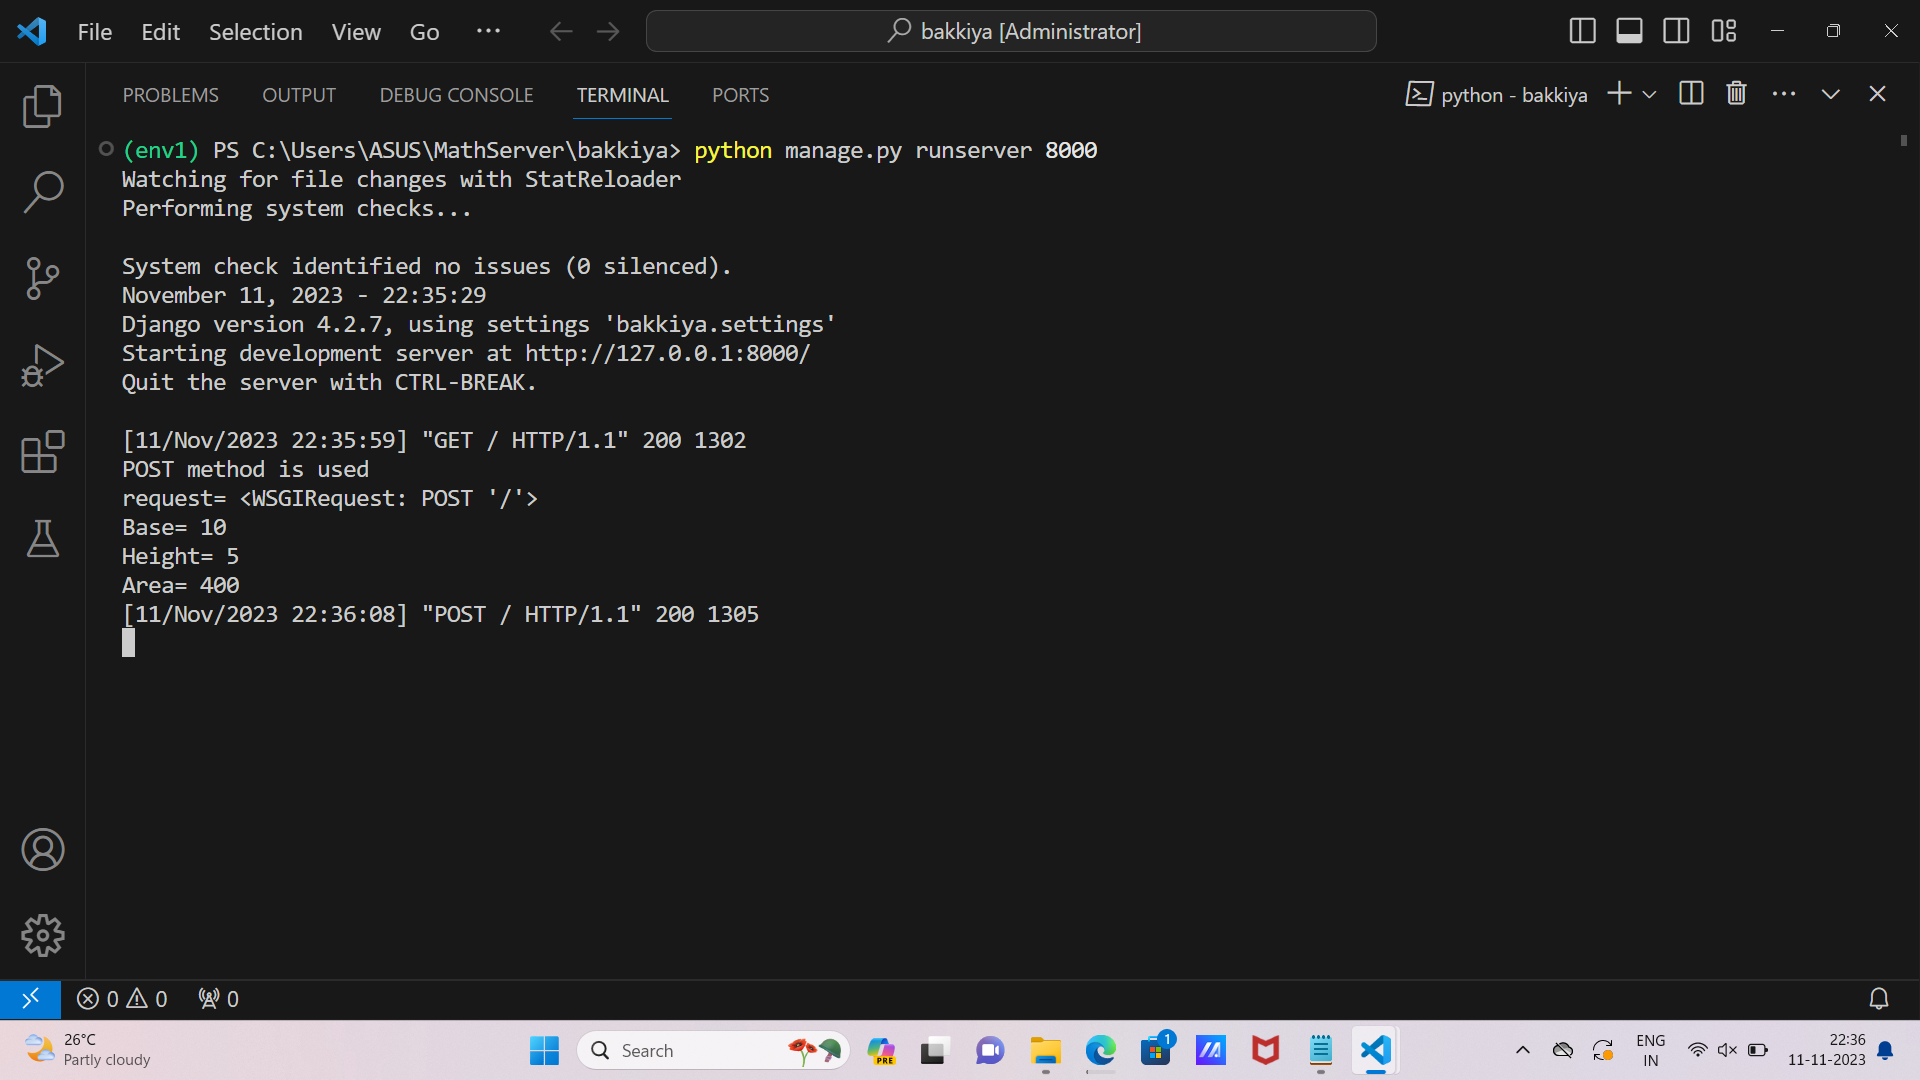 File Edit Selection View Go ... bakkiya [Administrator]
PROBLEMS OUTPUT DEBUG CONSOLE TERMINAL PORTS python - bakkiya
(env1) PS C:\Users\ASUS\MathServer\bakkiya> python manage.py runserver 8000
Watching for file changes with StatReloader
Performing system checks...
System check identified no issues (0 silenced).
November 11, 2023 - 22:35:29
Django version 4.2.7, using settings 'bakkiya.settings'
Starting development server at http://127.0.0.1:8000/
Quit the server with CTRL-BREAK.
[11/Nov/2023 22:35:59] "GET / HTTP/1.1" 200 1302
POST method is used
request= <WSGIRequest: POST '/'>
Base= 10
Height= 5
Area= 400
[11/Nov/2023 22:36:08] "POST / HTTP/1.1" 200 1305
0 0 0
26°C
Partly cloudy
Search
PRE
1
ENG
IN
22:36
11-11-2023